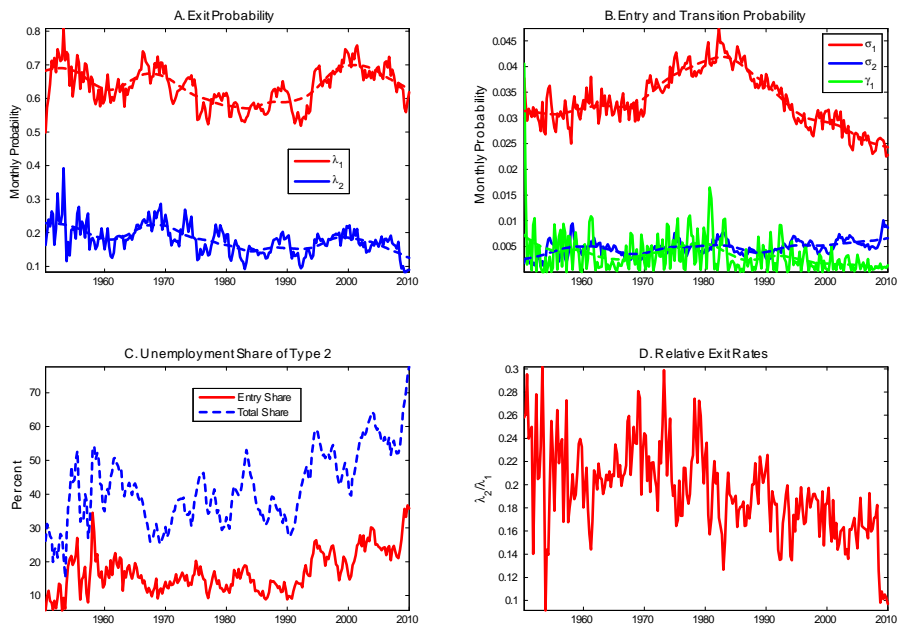 A. Exit Probability
0.8
0.7
0.6
0.5
0.4
0.3
0.2
0.1
Monthly Probability
λ1
λ2
1960 1970 1980 1990 2000 2010
B. Entry and Transition Probability
0.045
0.04
0.035
0.03
0.025
0.02
0.015
0.01
0.005
Monthly Probability
σ1
σ2
γ1
1960 1970 1980 1990 2000 2010
C. Unemployment Share of Type 2
70
60
50
40
30
20
10
Percent
Entry Share
Total Share
1960 1970 1980 1990 2000 2010
D. Relative Exit Rates
0.3
0.28
0.26
0.24
0.22
0.2
0.18
0.16
0.14
0.12
0.1
λ2/λ1
1960 1970 1980 1990 2000 2010